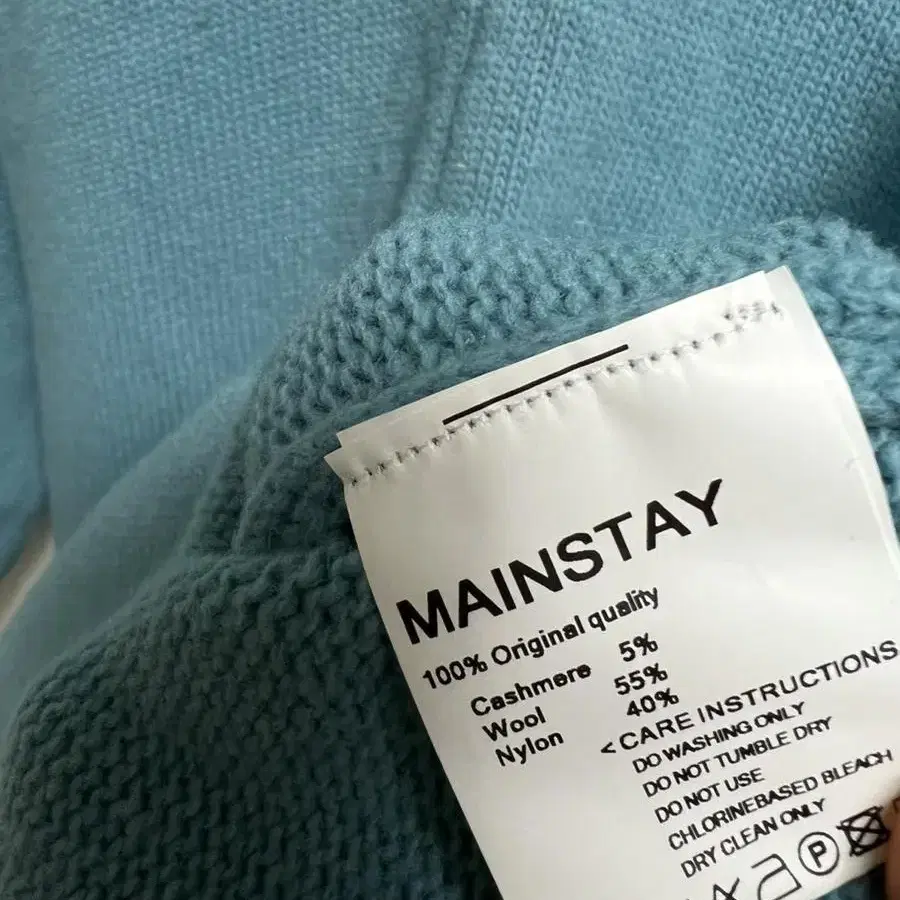 MAINSTAY
100% Original quality
Cashmere 5%
Wool 55%
Nylon 40%
<CARE INSTRUCTIONS
DO WASHING ONLY
DO NOT TUMBLE DRY
DO NOT USE
CHLORINEBASED BLEACH
DRY CLEAN ONLY
P